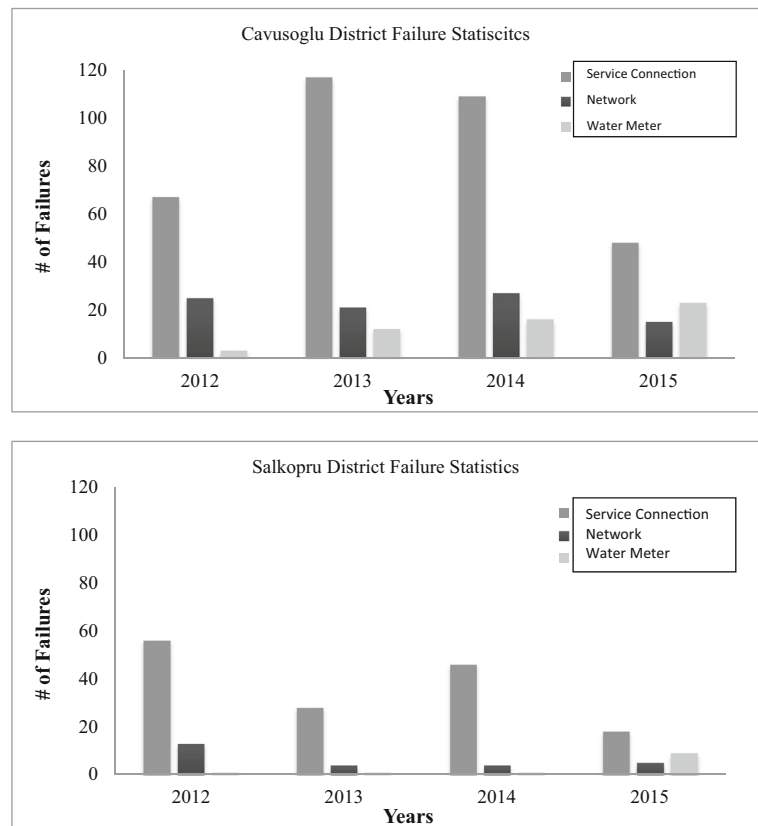 Cavusoglu District Failure Statiscitcs
120
100
80
60
40
20
0
# of Failures
Service Connection
Network
Water Meter
2012 2013 2014 2015
Years
Salkopru District Failure Statistics
120
100
80
60
40
20
0
# of Failures
Service Connection
Network
Water Meter
2012 2013 2014 2015
Years